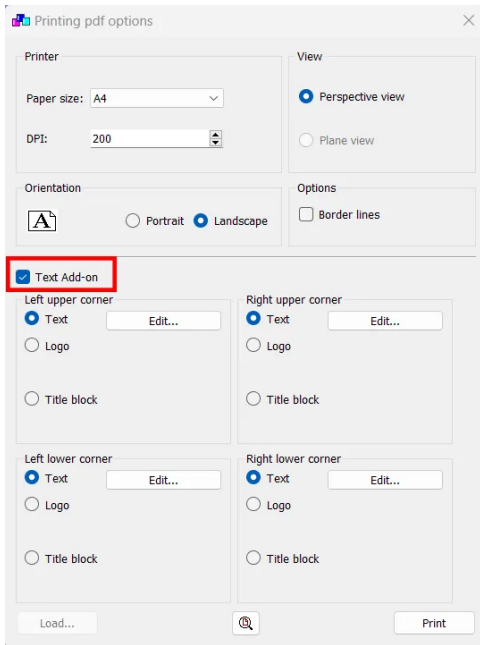 Printing pdf options
Printer
View
Paper size: A4
Perspective view
DPI: 200
Plane view
Orientation
Options
A
Portrait
Landscape
Border lines
Text Add-on
Left upper corner
Right upper corner
Text
Edit...
Text
Edit...
Logo
Logo
Title block
Title block
Left lower corner
Right lower corner
Text
Edit...
Text
Edit...
Logo
Logo
Title block
Title block
Load...
Print